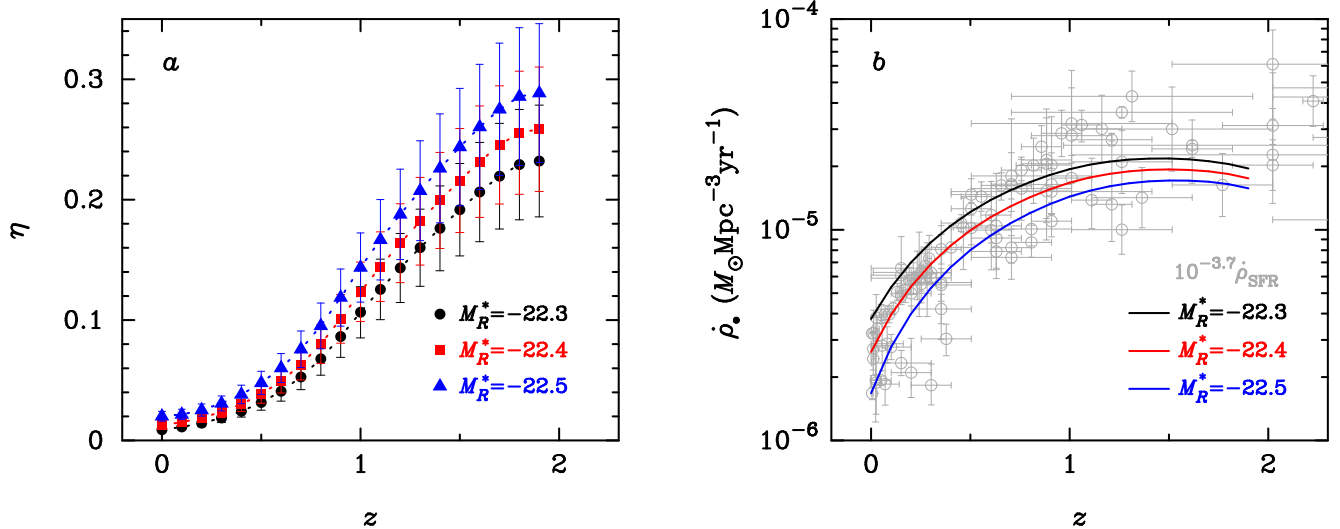 a
0.3
0.2
0.1
0
η
M*R=−22.3
M*R=−22.4
M*R=−22.5
0 1 2
z
b
10−4
10−5
10−6
ρ̇• (M⊙Mpc−3yr−1)
10−3.7ρ̇SFR
M*R=−22.3
M*R=−22.4
M*R=−22.5
0 1 2
z